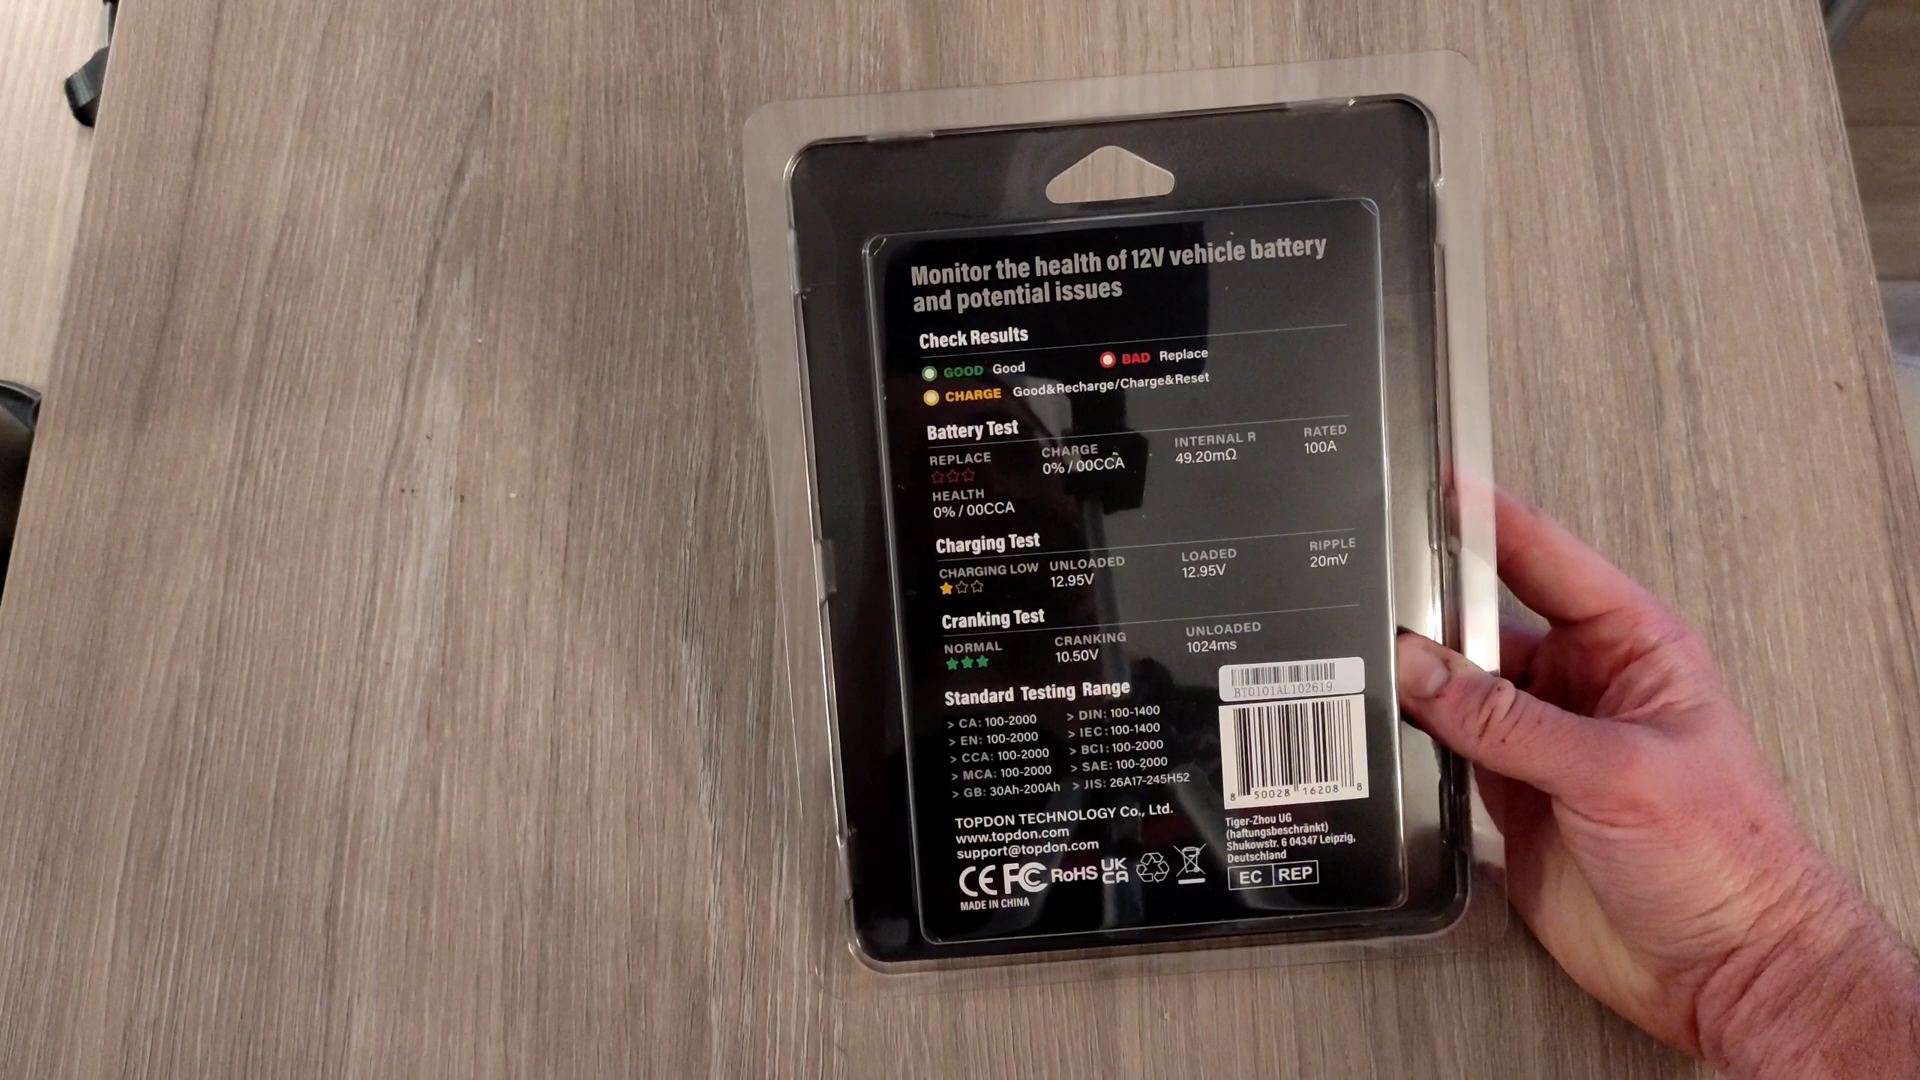 Monitor the health of 12V vehicle battery
and potential issues
Check Results
GOOD Good
BAD Replace
CHARGE Good&Recharge/Charge&Reset
Battery Test
REPLACE
CHARGE
0% / 00CCA
INTERNAL R
49.20mΩ
RATED
100A
HEALTH
0% / 00CCA
Charging Test
CHARGING LOW
UNLOADED
12.95V
LOADED
12.95V
RIPPLE
20mV
Cranking Test
NORMAL
CRANKING
10.50V
UNLOADED
1024ms
Standard Testing Range
> CA: 100-2000
> EN: 100-2000
> CCA: 100-2000
> MCA: 100-2000
> GB: 30Ah-200Ah
> DIN: 100-1400
> IEC: 100-1400
> BCI: 100-2000
> SAE: 100-2000
> JIS: 26A17-245H52
BT0101AL102619
8 50028 16208 8
TOPDON TECHNOLOGY Co., Ltd.
www.topdon.com
support@topdon.com
CE FC RoHS UK CA
MADE IN CHINA
Tiger-Zhou UG
(haftungsbeschränkt)
Shukowstr. 6 04347 Leipzig,
Deutschland
EC REP